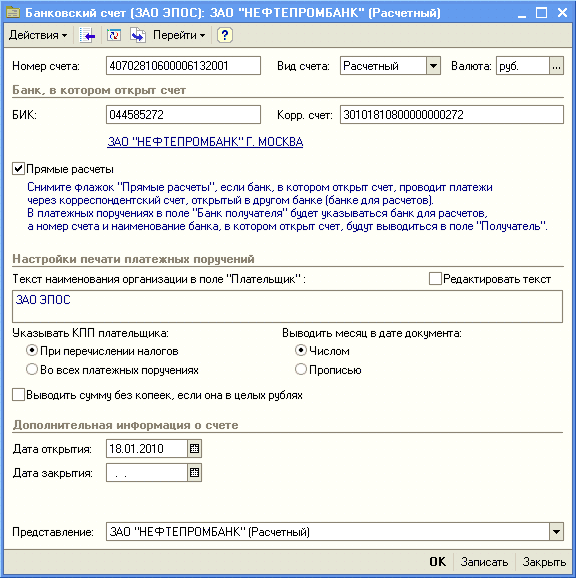 Банковский счет (ЗАО ЭПОС): ЗАО "НЕФТЕПРОМБАНК" (Расчетный)
Действия Перейти ?
Номер счета: 40702810600006132001 Вид счета: Расчетный Валюта: руб. ...
Банк, в котором открыт счет
БИК: 044585272 Корр. счет: 30101810800000000272
ЗАО "НЕФТЕПРОМБАНК" Г. МОСКВА
Прямые расчеты
Снимите флажок "Прямые расчеты", если банк, в котором открыт счет, проводит платежи
через корреспондентский счет, открытый в другом банке (банке для расчетов).
В платежных поручениях в поле "Банк получателя" будет указываться банк для расчетов,
а номер счета и наименование банка, в котором открыт счет, будут выводиться в поле "Получатель".
Настройки печати платежных поручений
Текст наименования организации в поле "Плательщик" : Редактировать текст
ЗАО ЭПОС
Указывать КПП плательщика: Выводить месяц в дате документа:
При перечислении налогов Числом
Во всех платежных поручениях Прописью
Выводить сумму без копеек, если она в целых рублях
Дополнительная информация о счете
Дата открытия: 18.01.2010
Дата закрытия: . .
Представление: ЗАО "НЕФТЕПРОМБАНК" (Расчетный)
OK Записать Закрыть